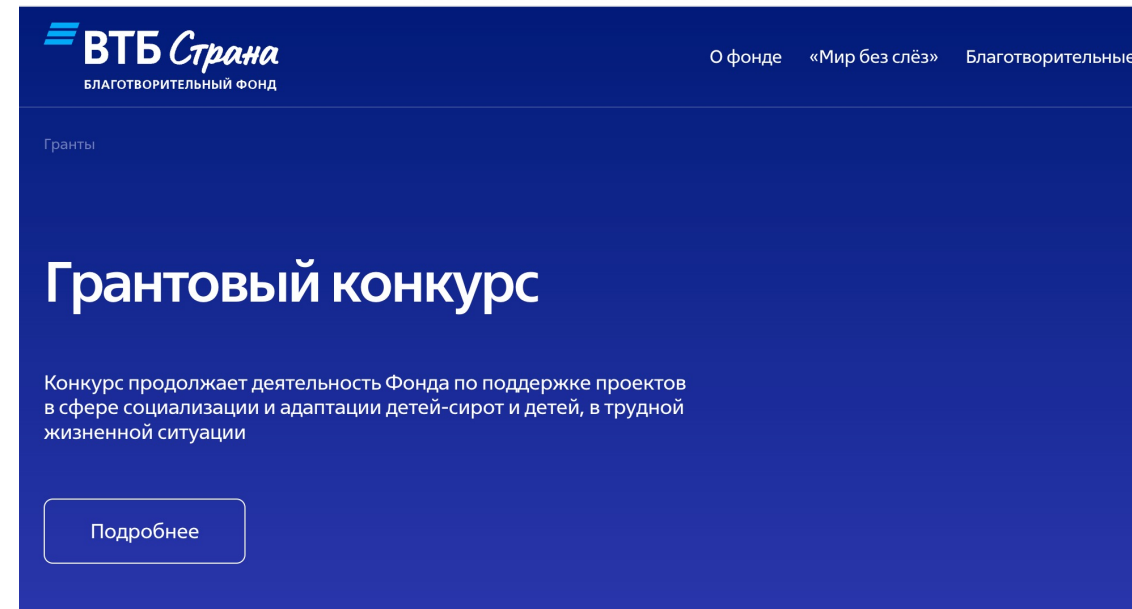 ВТБ Страна
БЛАГОТВОРИТЕЛЬНЫЙ ФОНД
О фонде «Мир без слёз» Благотворительные
Гранты
Грантовый конкурс
Конкурс продолжает деятельность Фонда по поддержке проектов
в сфере социализации и адаптации детей-сирот и детей, в трудной
жизненной ситуации
Подробнее